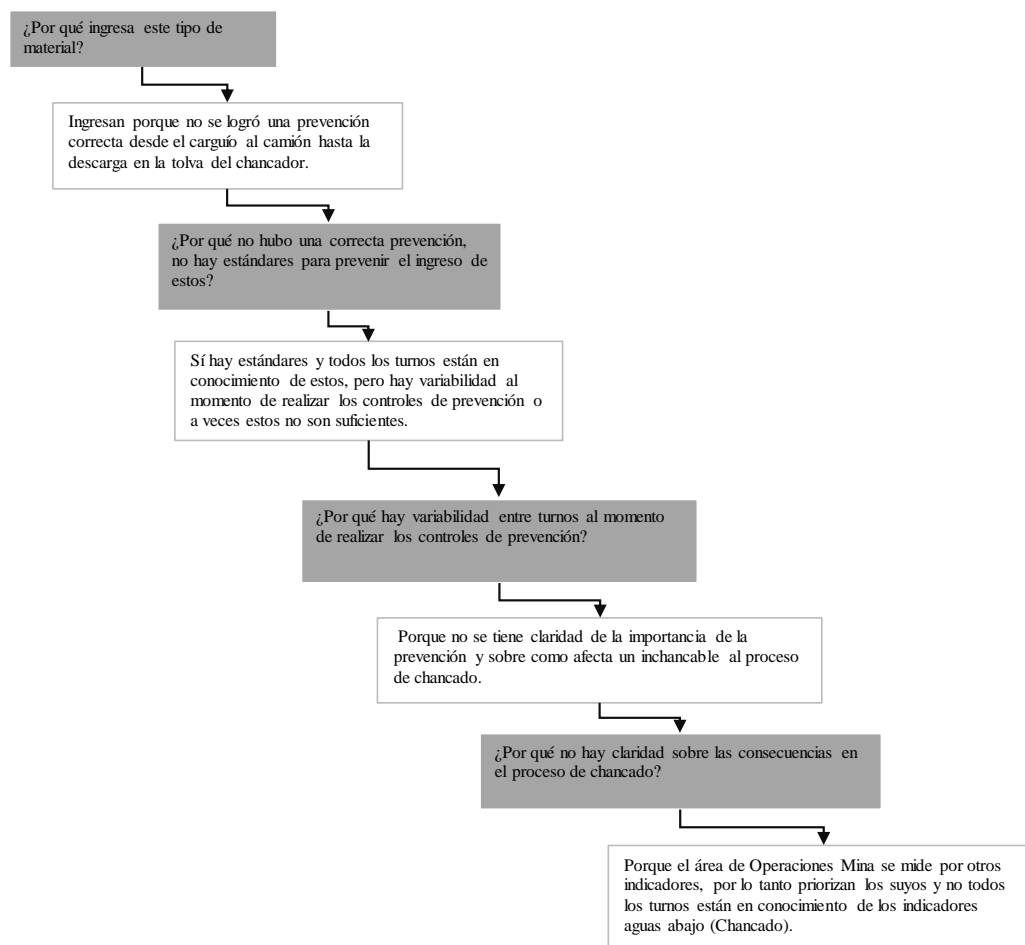 ¿Por qué ingresa este tipo de
material?
Ingresan porque no se logró una prevención
correcta desde el carguío al camión hasta la
descarga en la tolva del chancador.
¿Por qué no hubo una correcta prevención,
no hay estándares para prevenir el ingreso de
estos?
Sí hay estándares y todos los turnos están en
conocimiento de estos, pero hay variabilidad al
momento de realizar los controles de prevención o
a veces estos no son suficientes.
¿Por qué hay variabilidad entre turnos al momento
de realizar los controles de prevención?
Porque no se tiene claridad de la importancia de la
prevención y sobre como afecta un inchancable al proceso
de chancado.
¿Por qué no hay claridad sobre las consecuencias en
el proceso de chancado?
Porque el área de Operaciones Mina se mide por otros
indicadores, por lo tanto priorizan los suyos y no todos
los turnos están en conocimiento de los indicadores
aguas abajo (Chancado).